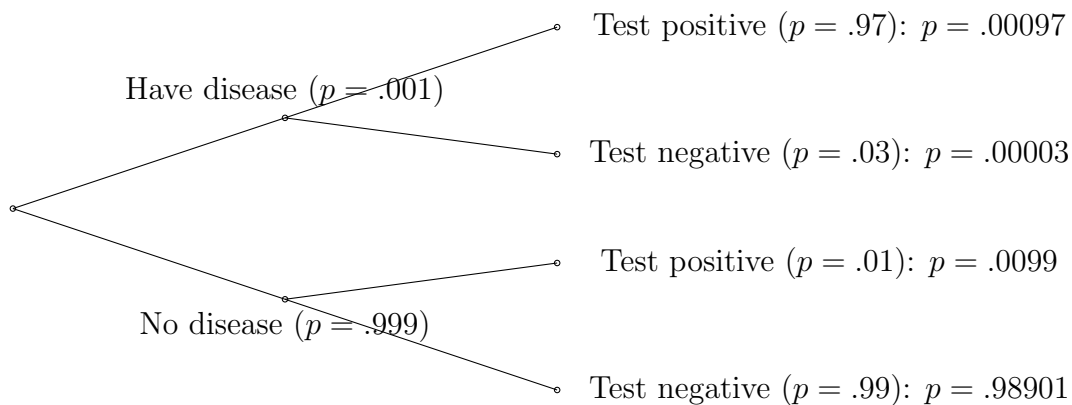 Test positive (p = .97): p = .00097
Have disease (p = .001)
Test negative (p = .03): p = .00003
Test positive (p = .01): p = .0099
No disease (p = .999)
Test negative (p = .99): p = .98901